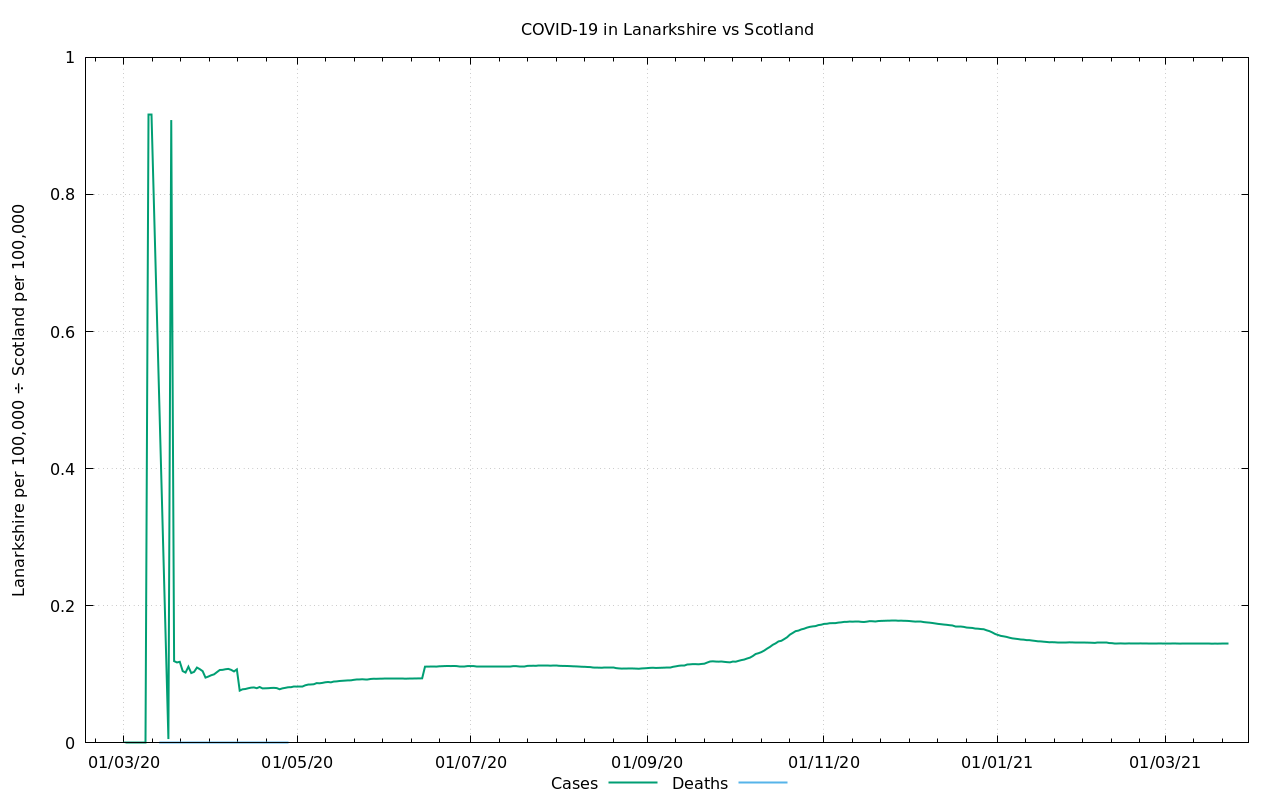 COVID-19 in Lanarkshire vs Scotland
Lanarkshire per 100,000 ÷ Scotland per 100,000
1
0.8
0.6
0.4
0.2
0
01/03/20 01/05/20 01/07/20 01/09/20 01/11/20 01/01/21 01/03/21
Cases Deaths